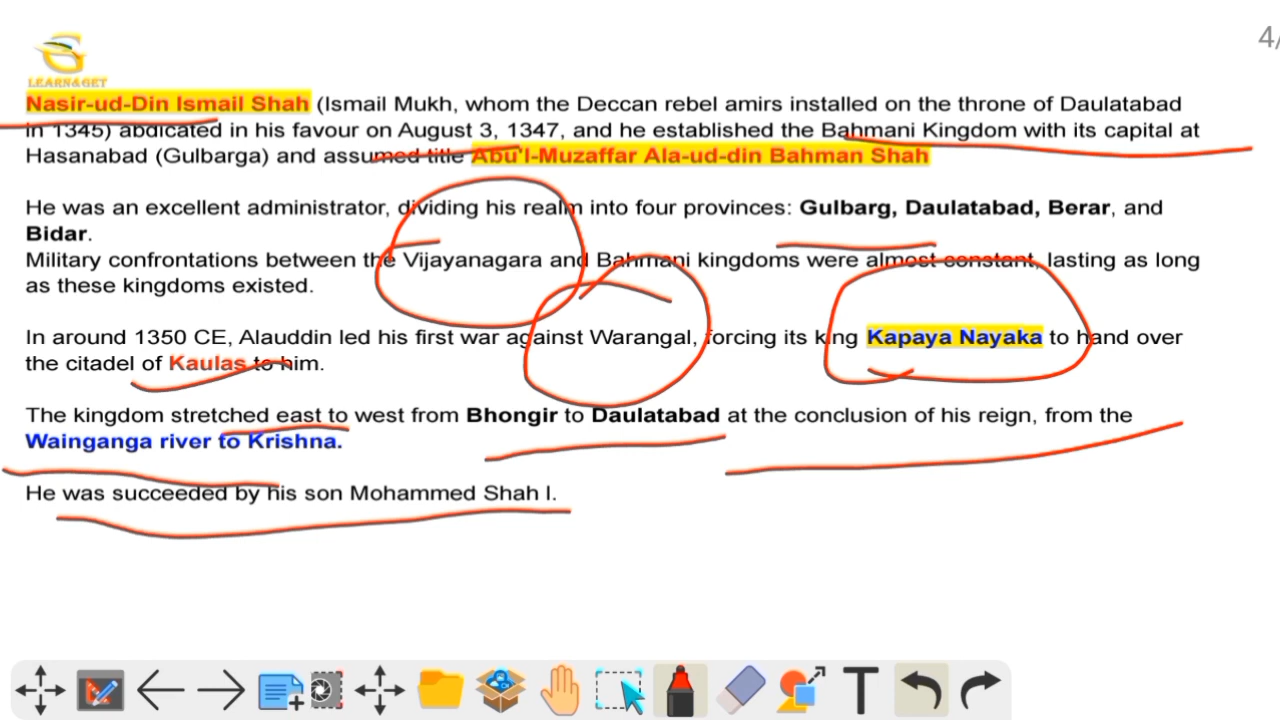 4/
LEARN&GET
Nasir-ud-Din Ismail Shah (Ismail Mukh, whom the Deccan rebel amirs installed on the throne of Daulatabad
in 1345) abdicated in his favour on August 3, 1347, and he established the Bahmani Kingdom with its capital at
Hasanabad (Gulbarga) and assumed title Abu'l-Muzaffar Ala-ud-din Bahman Shah
He was an excellent administrator, dividing his realm into four provinces: Gulbarg, Daulatabad, Berar, and
Bidar.
Military confrontations between the Vijayanagara and Bahmani kingdoms were almost constant, lasting as long
as these kingdoms existed.
In around 1350 CE, Alauddin led his first war against Warangal, forcing its king Kapaya Nayaka to hand over
the citadel of Kaulas to him.
The kingdom stretched east to west from Bhongir to Daulatabad at the conclusion of his reign, from the
Wainganga river to Krishna.
He was succeeded by his son Mohammed Shah I.
T